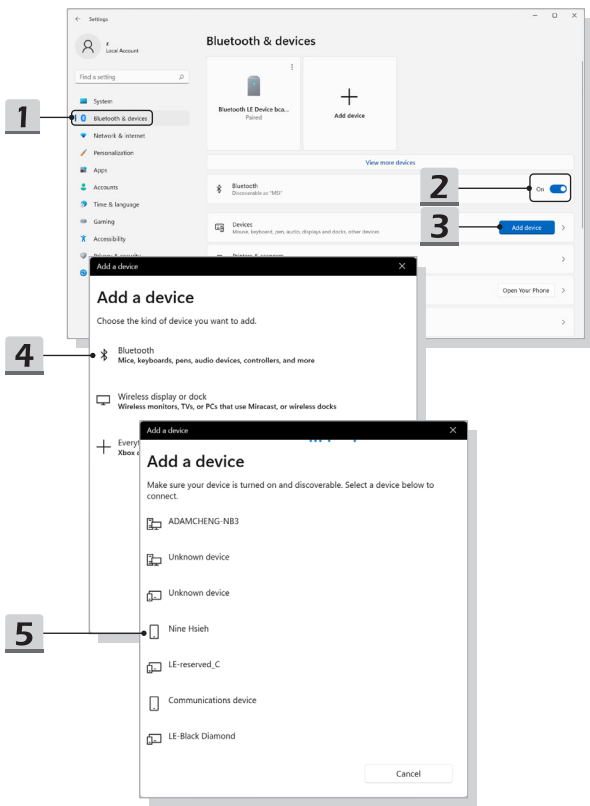 Settings
Local Account
Find a setting
System
1
Bluetooth & devices
Network & internet
Personalization
Apps
Accounts
Time & language
Gaming
Accessibility
Privacy & security
Bluetooth & devices
Bluetooth LE Device bca...
Paired
Add device
View more devices
Bluetooth
Discoverable as "MD"
2
On
Devices
Mouse, keyboard, pen, audio, displays and docks, other devices
3
Add device
Printers & scanners
Open Your Phone
Add a device
Add a device
Choose the kind of device you want to add.
4
Bluetooth
Mice, keyboards, pens, audio devices, controllers, and more
Wireless display or dock
Wireless monitors, TVs, or PCs that use Miracast, or wireless docks
Xbox
Add a device
Add a device
Make sure your device is turned on and discoverable. Select a device below to
connect.
ADAMCHENG-NB3
Unknown device
Unknown device
5
Nine Hsieh
LE-reserved_C
Communications device
LE-Black Diamond
Cancel